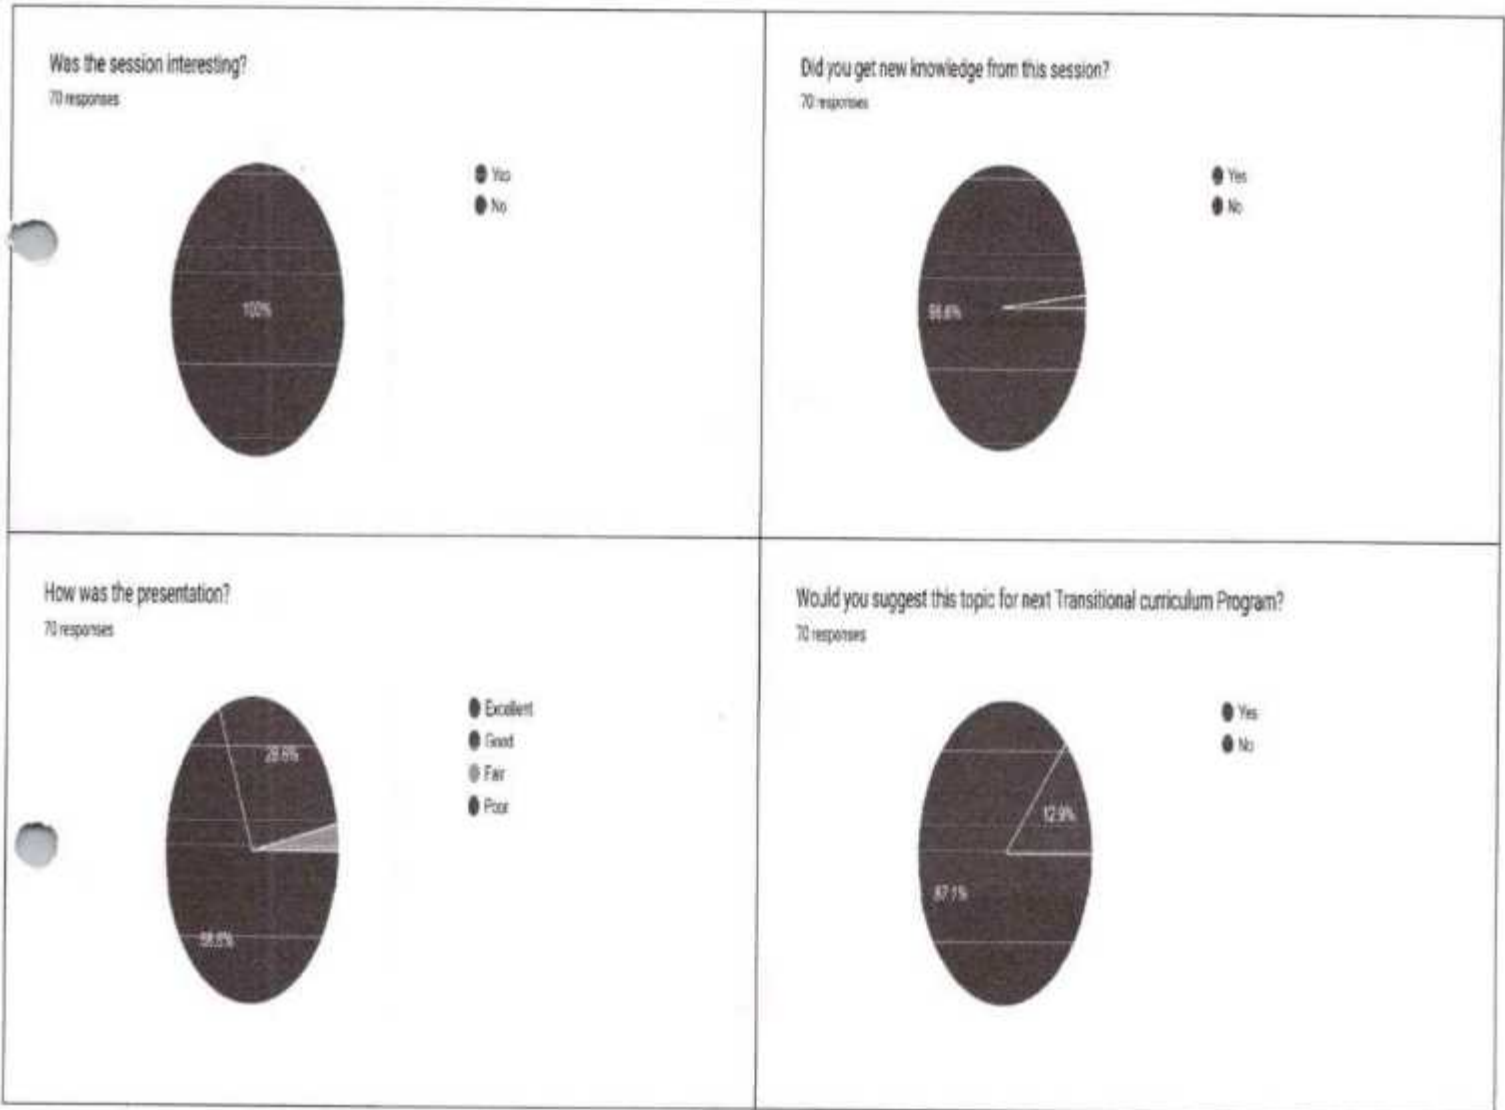 Was the session interesting?
70 responses
Yes
No
100%
Did you get new knowledge from this session?
70 responses
Yes
No
98.6%
How was the presentation?
70 responses
Excellent
Good
Fair
Poor
28.6%
Would you suggest this topic for next Transitional curriculum Program?
70 responses
Yes
No
12.9%
87.1%